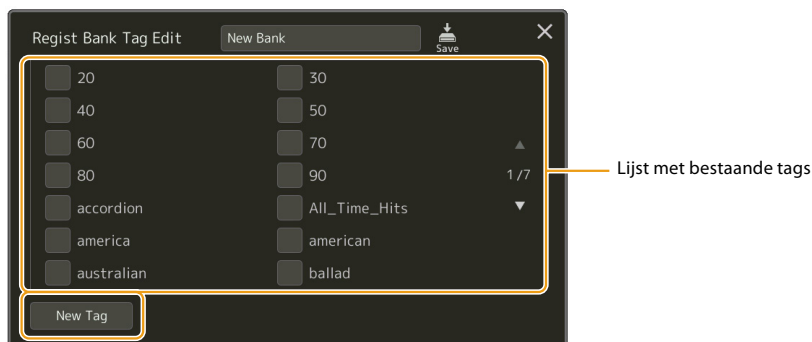 Regist Bank Tag Edit New Bank Save
20 30
40 50
60 70
80 90 1/7
Lijst met bestaande tags
accordion All_Time_Hits
america american
australian ballad
New Tag